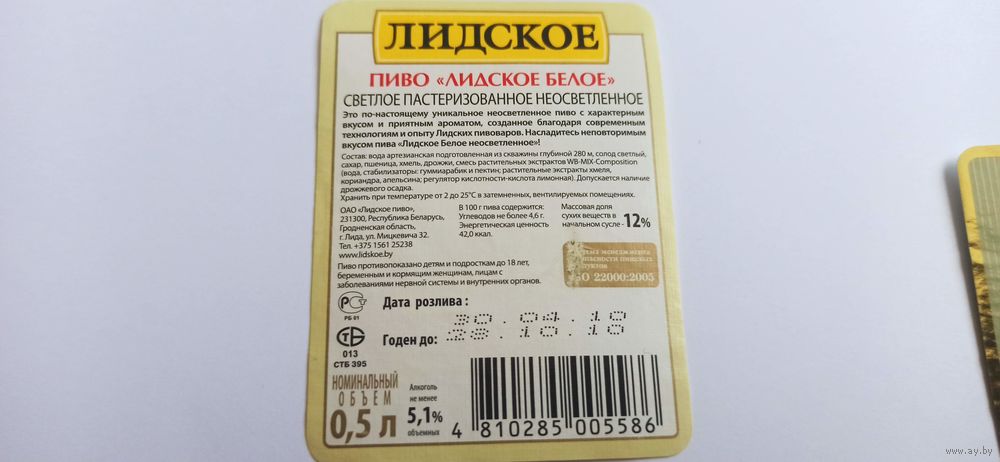 ЛИДСКОЕ
ПИВО «ЛИДСКОЕ БЕЛОЕ»
СВЕТЛОЕ ПАСТЕРИЗОВАННОЕ НЕОСВЕТЛЕННОЕ
Это по-настоящему уникальное неосветленное пиво с характерным
вкусом и приятным ароматом, созданное благодаря современным
технологиям и опыту Лидских пивоваров. Насладитесь неповторимым
вкусом пива «Лидское Белое неосветленное»!
Состав: вода артезианская подготовленная из скважины глубиной 280 м, солод светлый,
сахар, пшеница, хмель, дрожжи, смесь растительных экстрактов WB-MIX-Composition
(вода, стабилизаторы: гуммиарабик и пектин; растительные экстракты хмеля,
кориандра, апельсина; регулятор кислотности-кислота лимонная). Допускается наличие
дрожжевого осадка.
Хранить при температуре от 2 до 25°С в затемненных, вентилируемых помещениях.
ОАО «Лидское пиво»,
231300, Республика Беларусь,
Гродненская область,
г. Лида, ул. Мицкевича 32.
Тел. +375 1561 25238
www.lidskoe.by
В 100 г пива содержится:
Углеводов не более 4,6 г.
Энергетическая ценность
42,0 ккал.
Массовая доля
сухих веществ в
начальном сусле - 12%
менеджмента
безопасности пищевых
продуктов
ISO 22000:2005
Пиво противопоказано детям и подросткам до 18 лет,
беременным и кормящим женщинам, лицам с
заболеваниями нервной системы и внутренних органов.
РБ 01
Дата розлива :
30.04.18
Годен до:
28.10.18
013
СТБ 395
НОМИНАЛЬНЫЙ
ОБЪЕМ
0,5 л
Алкоголь
не менее
5,1%
объемных
4 810285 005586
www.ay.by